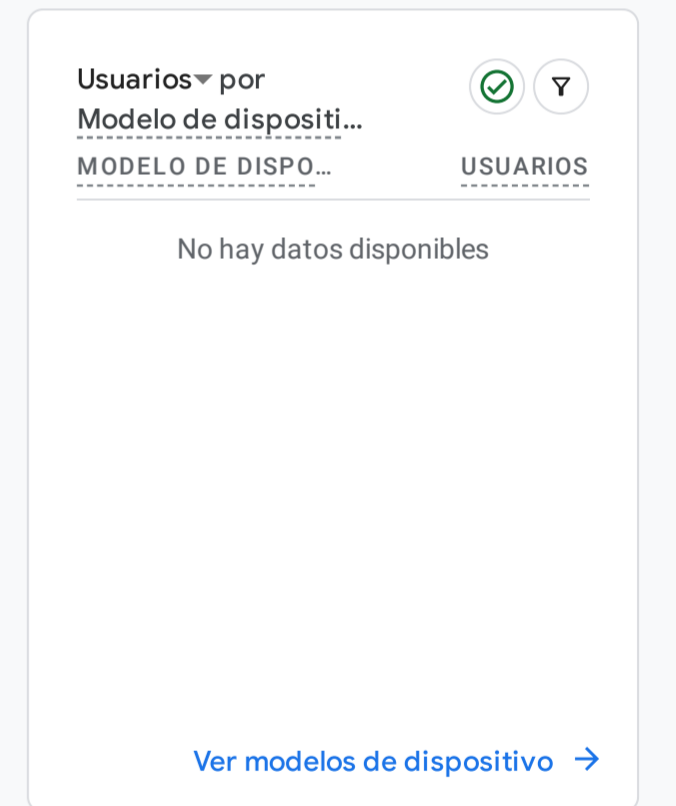 Usuarios por
Modelo de dispositi...
MODELO DE DISPO... USUARIOS
No hay datos disponibles
Ver modelos de dispositivo